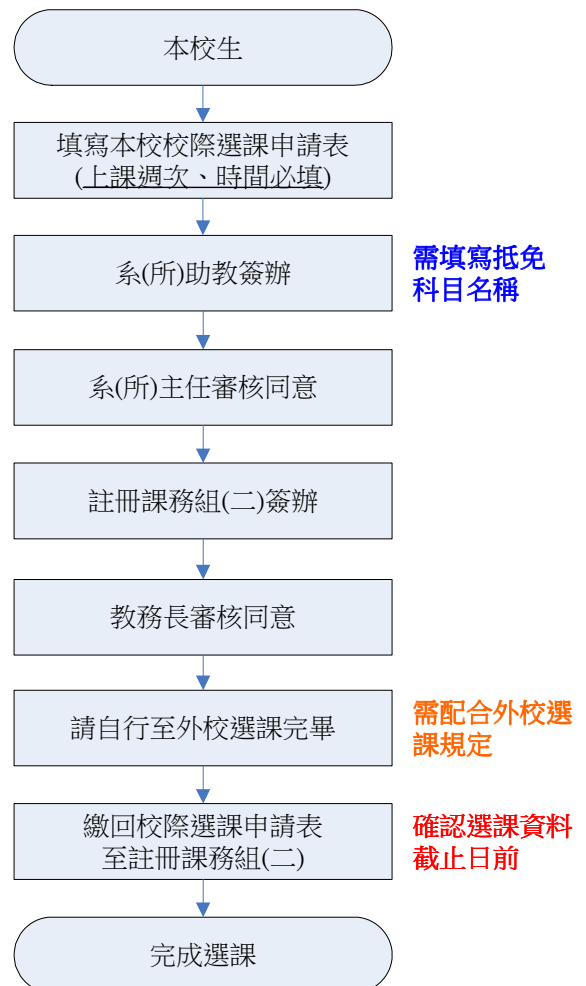 本校生
填寫本校校際選課申請表
(上課週次、時間必填)
系(所)助教簽辦
需填寫抵免
科目名稱
系(所)主任審核同意
註冊課務組(二)簽辦
教務長審核同意
請自行至外校選課完畢
需配合外校選
課規定
繳回校際選課申請表
至註冊課務組(二)
確認選課資料
截止日前
完成選課